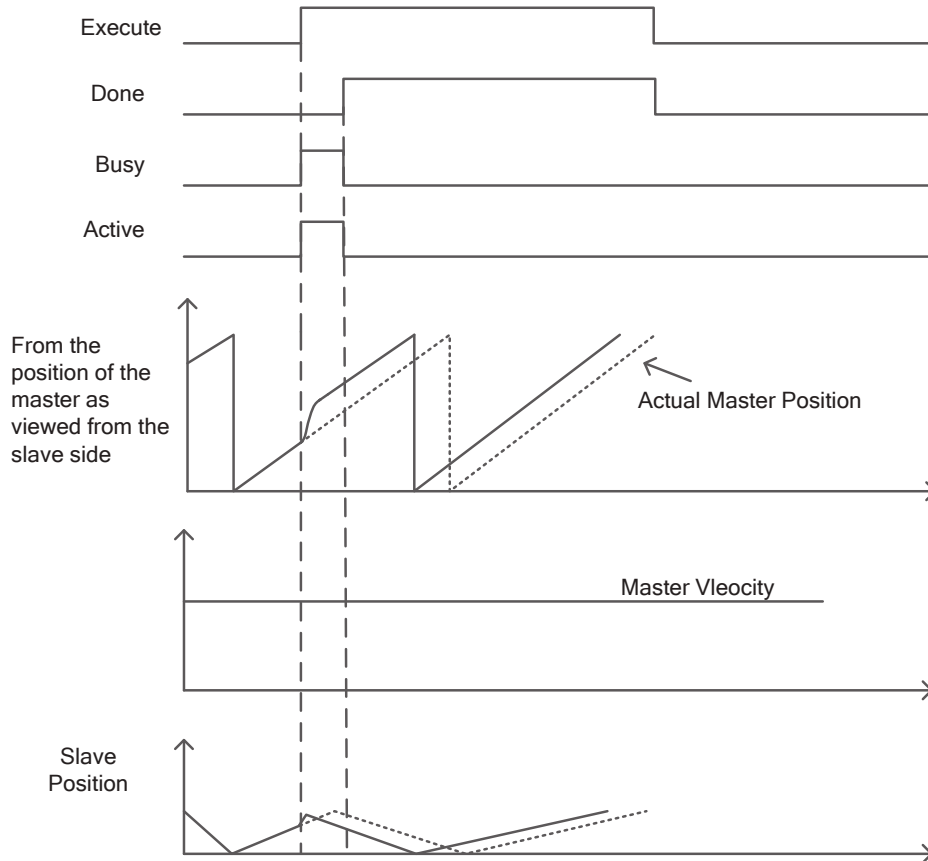 Execute
Done
Busy
Active
From the
position of the
master as
viewed from the
slave side
Actual Master Position
Master Vleocity
Slave
Position